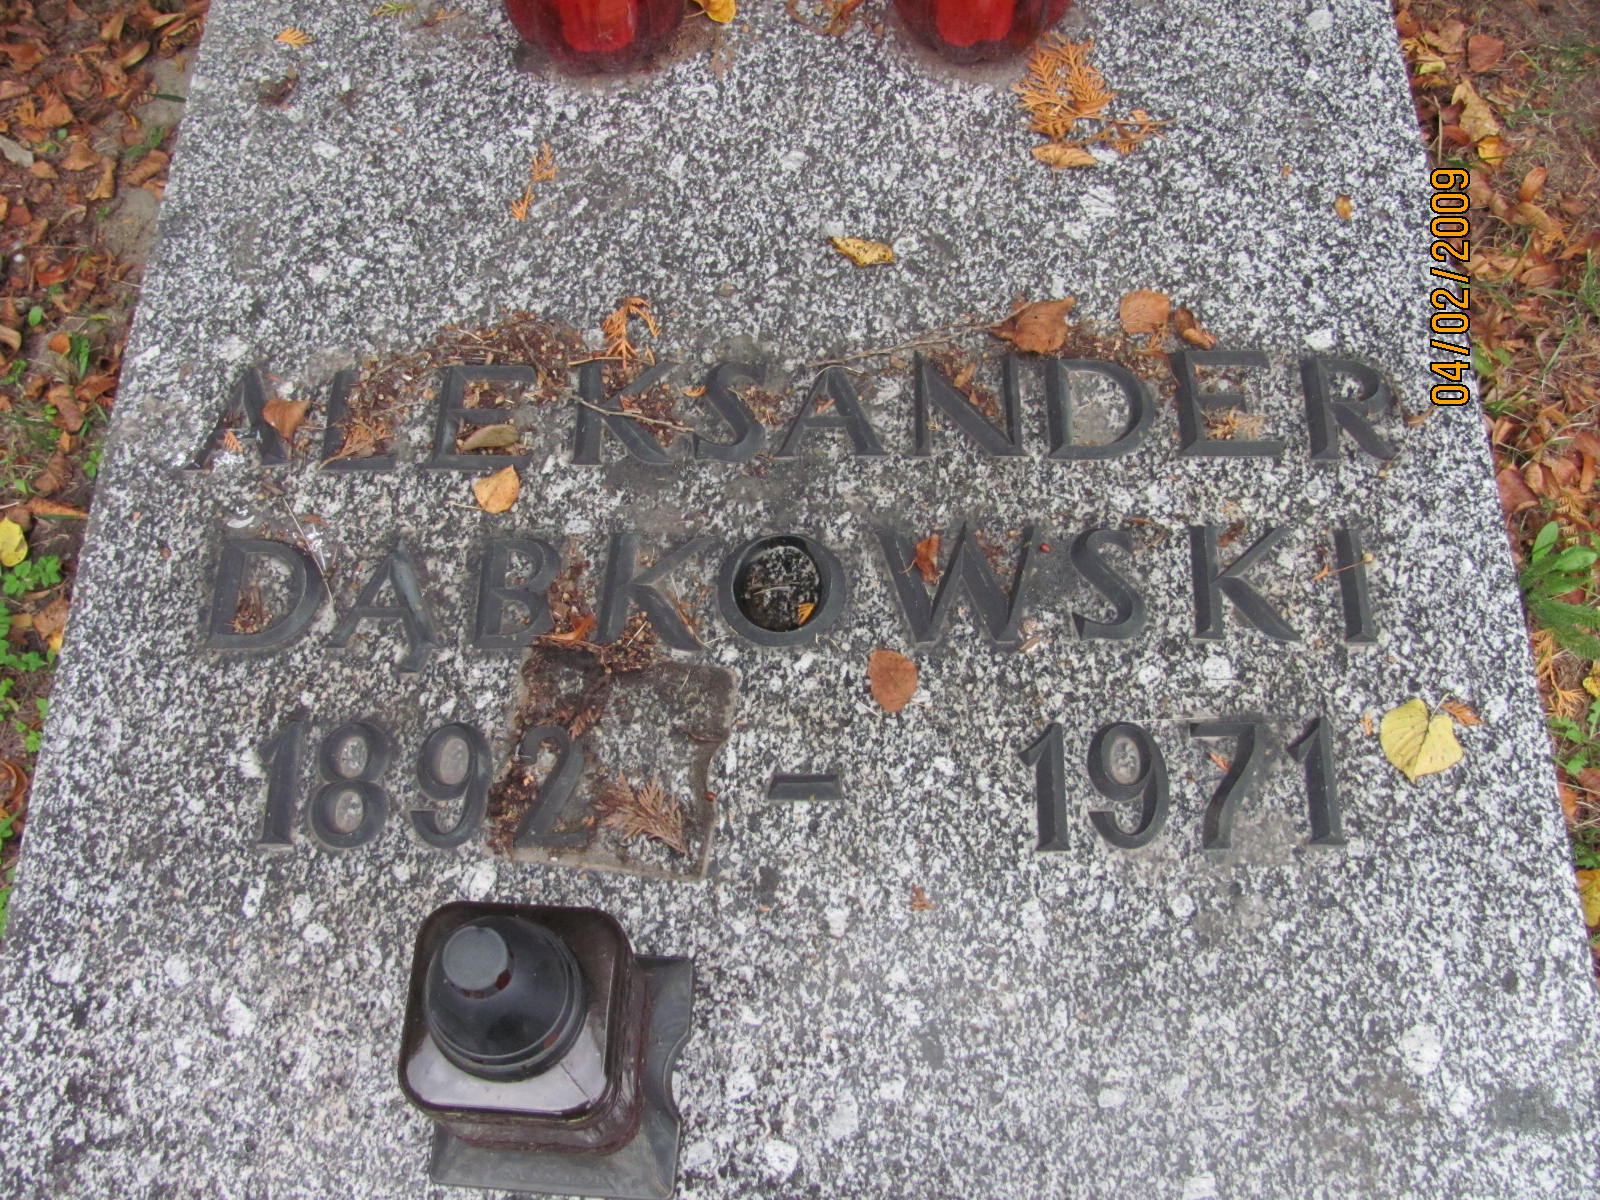 ALEKSANDER
DĄBKOWSKI
1892 - 1971
04/02/2009